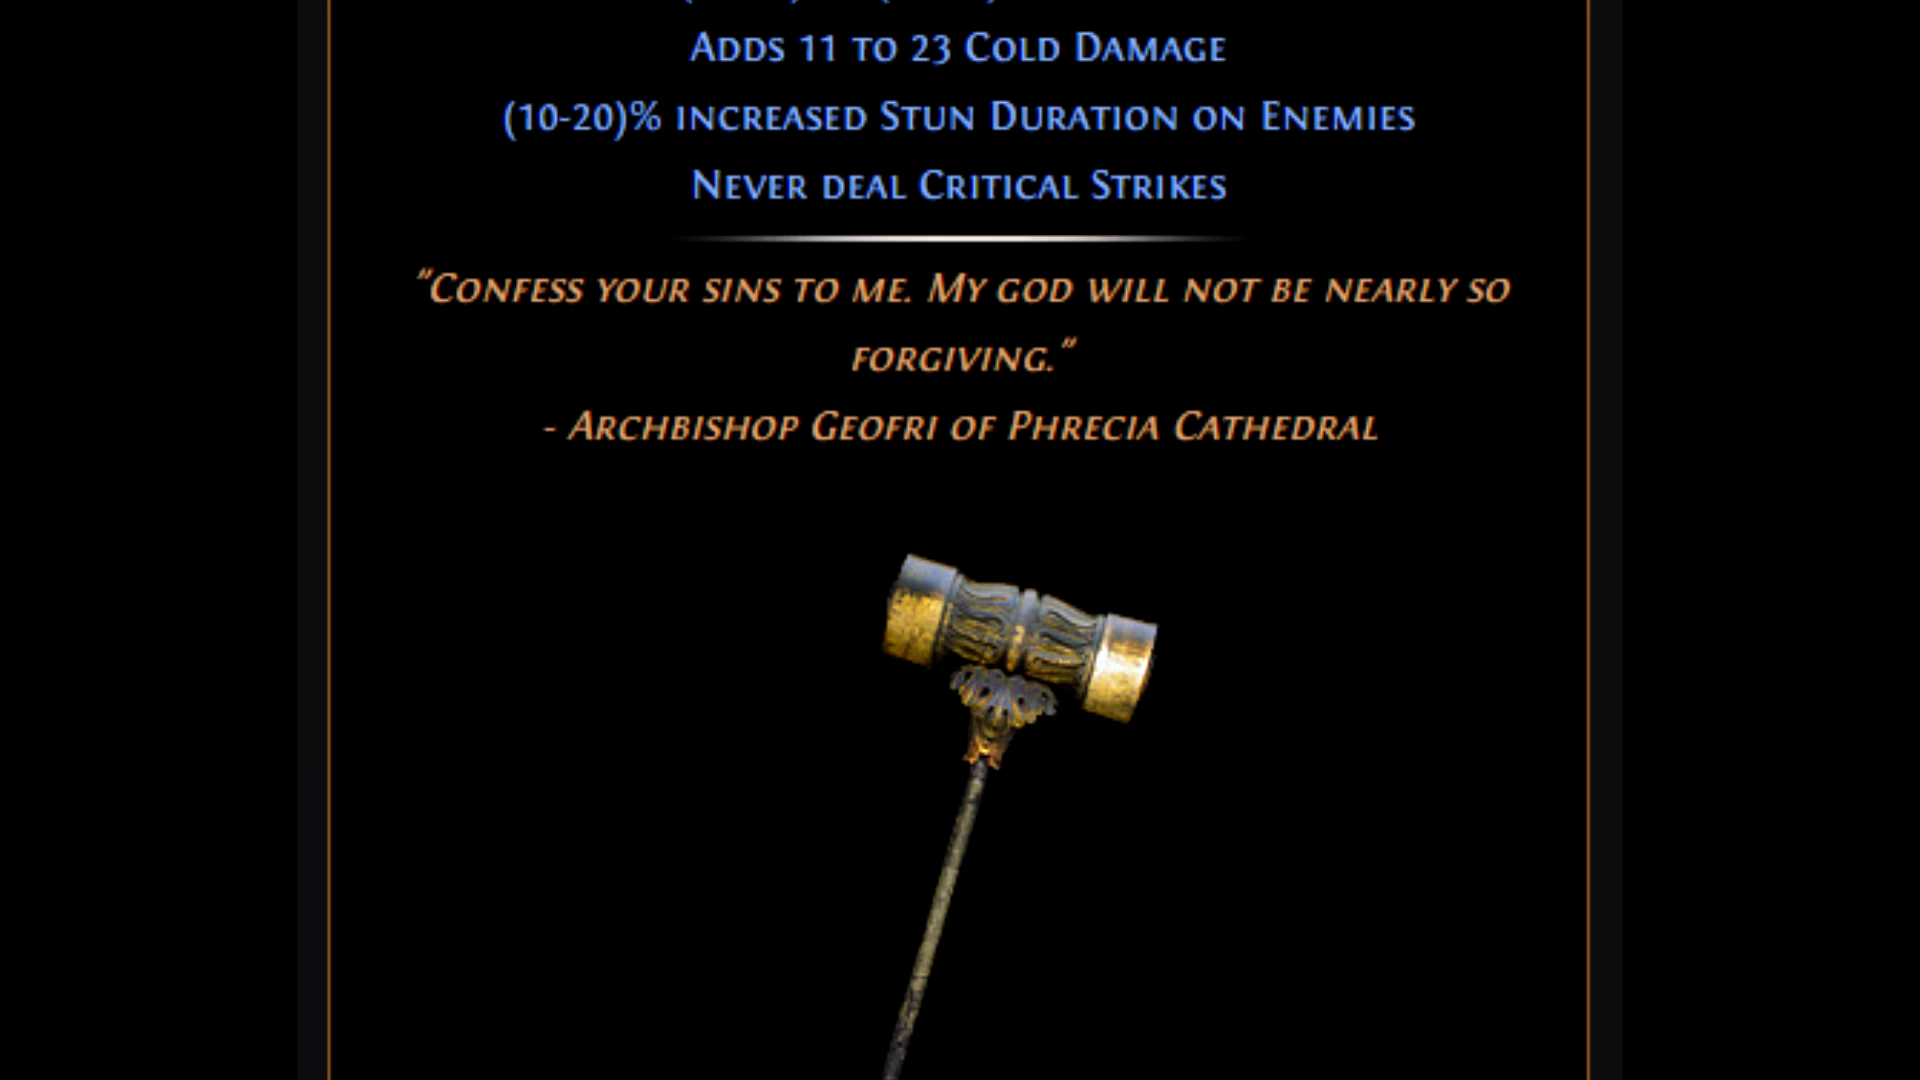 Adds 11 to 23 Cold Damage
(10-20)% increased Stun Duration on Enemies
Never deal Critical Strikes
"Confess your sins to me. My god will not be nearly so
forgiving."
- Archbishop Geofri of Phrecia Cathedral